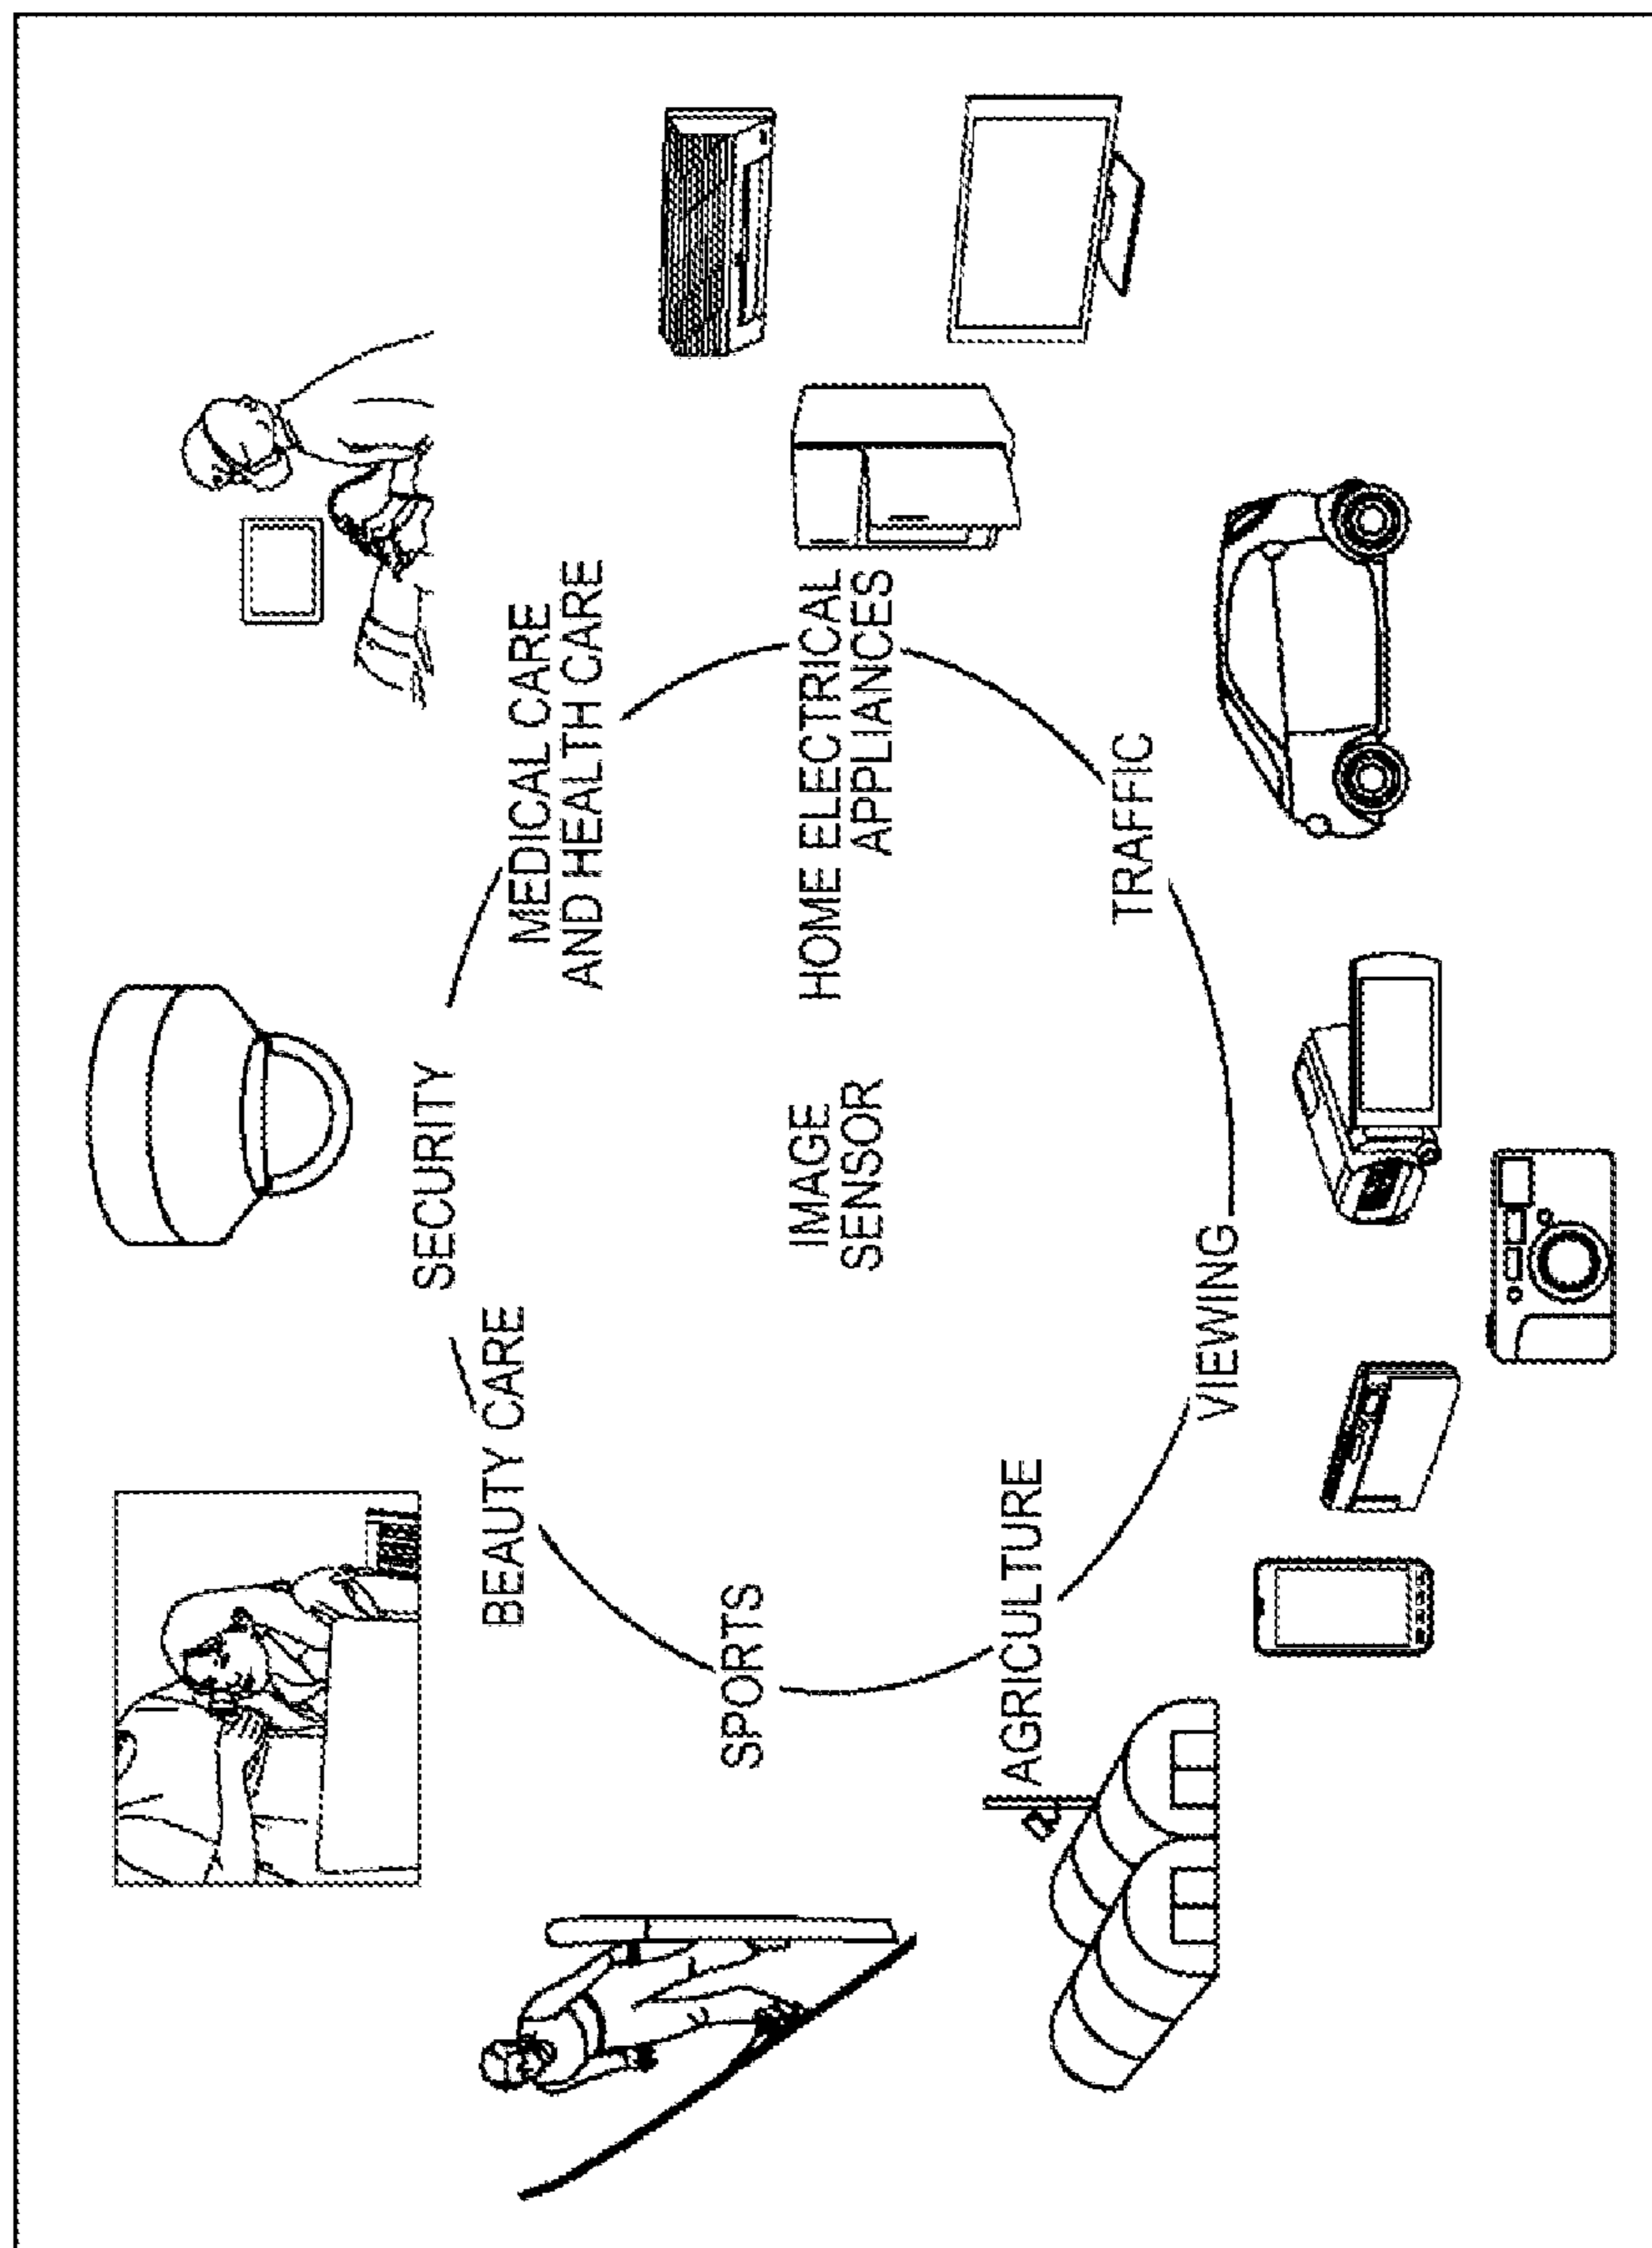 SECURITY
BEAUTY CARE
MEDICAL CARE
AND HEALTH CARE
SPORTS
IMAGE
SENSOR
HOME ELECTRICAL
APPLIANCES
AGRICULTURE
TRAFFIC
VIEWING